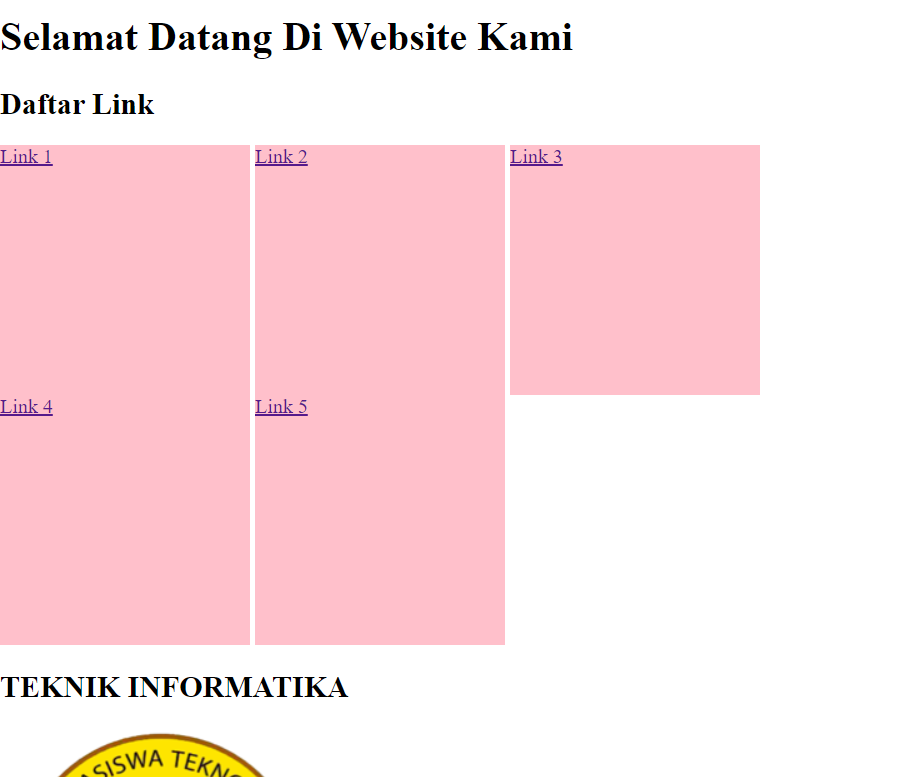 Selamat Datang Di Website Kami
Daftar Link
Link 1 Link 2 Link 3
Link 4 Link 5
TEKNIK INFORMATIKA